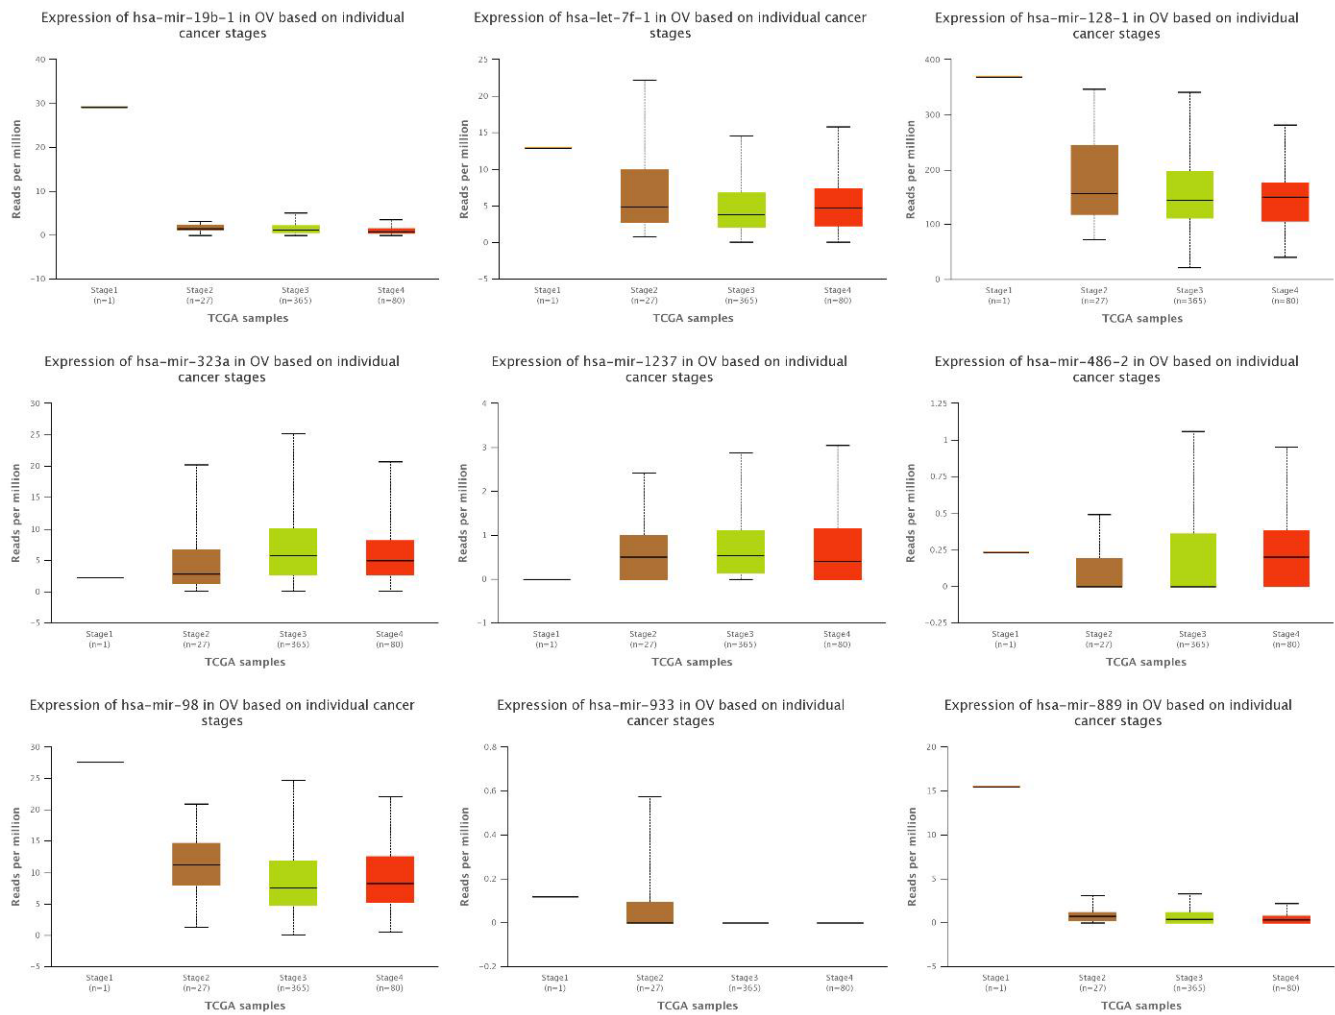 Expression of hsa-mir-19b-1 in OV based on individual
cancer stages
40
30
20
10
0
-10
Reads per million
Stage1
(n=1)
Stage2
(n=27)
Stage3
(n=365)
Stage4
(n=80)
TCGA samples
Expression of hsa-let-7f-1 in OV based on individual cancer
stages
25
20
15
10
5
0
-5
Reads per million
Stage1
(n=1)
Stage2
(n=27)
Stage3
(n=365)
Stage4
(n=80)
TCGA samples
Expression of hsa-mir-128-1 in OV based on individual
cancer stages
400
300
200
100
0
Reads per million
Stage1
(n=1)
Stage2
(n=27)
Stage3
(n=365)
Stage4
(n=80)
TCGA samples
Expression of hsa-mir-323a in OV based on individual
cancer stages
30
25
20
15
10
5
0
-5
Reads per million
Stage1
(n=1)
Stage2
(n=27)
Stage3
(n=365)
Stage4
(n=80)
TCGA samples
Expression of hsa-mir-1237 in OV based on individual
cancer stages
4
3
2
1
0
-1
Reads per million
Stage1
(n=1)
Stage2
(n=27)
Stage3
(n=365)
Stage4
(n=80)
TCGA samples
Expression of hsa-mir-486-2 in OV based on individual
cancer stages
1.25
1
0.75
0.5
0.25
0
-0.25
Reads per million
Stage1
(n=1)
Stage2
(n=27)
Stage3
(n=365)
Stage4
(n=80)
TCGA samples
Expression of hsa-mir-98 in OV based on individual cancer
stages
30
25
20
15
10
5
0
-5
Reads per million
Stage1
(n=1)
Stage2
(n=27)
Stage3
(n=365)
Stage4
(n=80)
TCGA samples
Expression of hsa-mir-933 in OV based on individual
cancer stages
0.8
0.6
0.4
0.2
0
-0.2
Reads per million
Stage1
(n=1)
Stage2
(n=27)
Stage3
(n=365)
Stage4
(n=80)
TCGA samples
Expression of hsa-mir-889 in OV based on individual
cancer stages
20
15
10
5
0
-5
Reads per million
Stage1
(n=1)
Stage2
(n=27)
Stage3
(n=365)
Stage4
(n=80)
TCGA samples